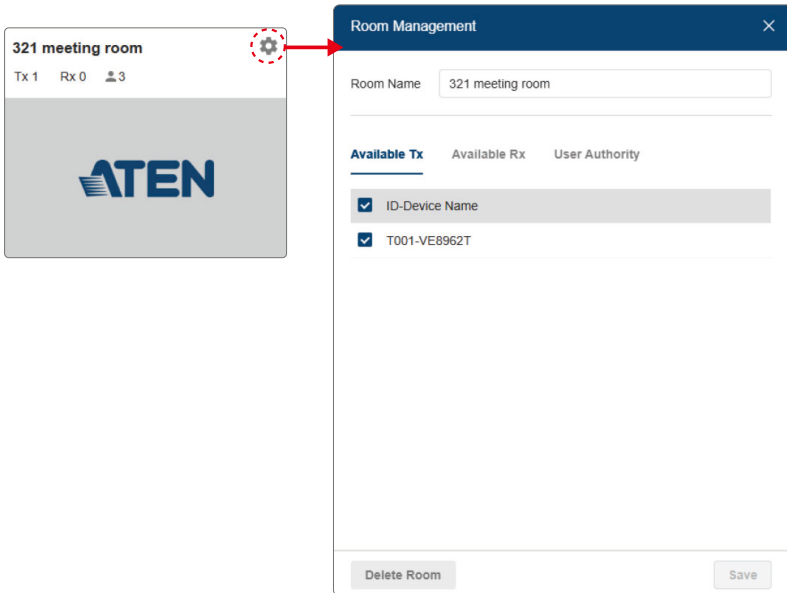 321 meeting room
Tx 1 Rx 0 3
ATEN
Room Management
Room Name 321 meeting room
Available Tx Available Rx User Authority
ID-Device Name
T001-VE8962T
Delete Room Save